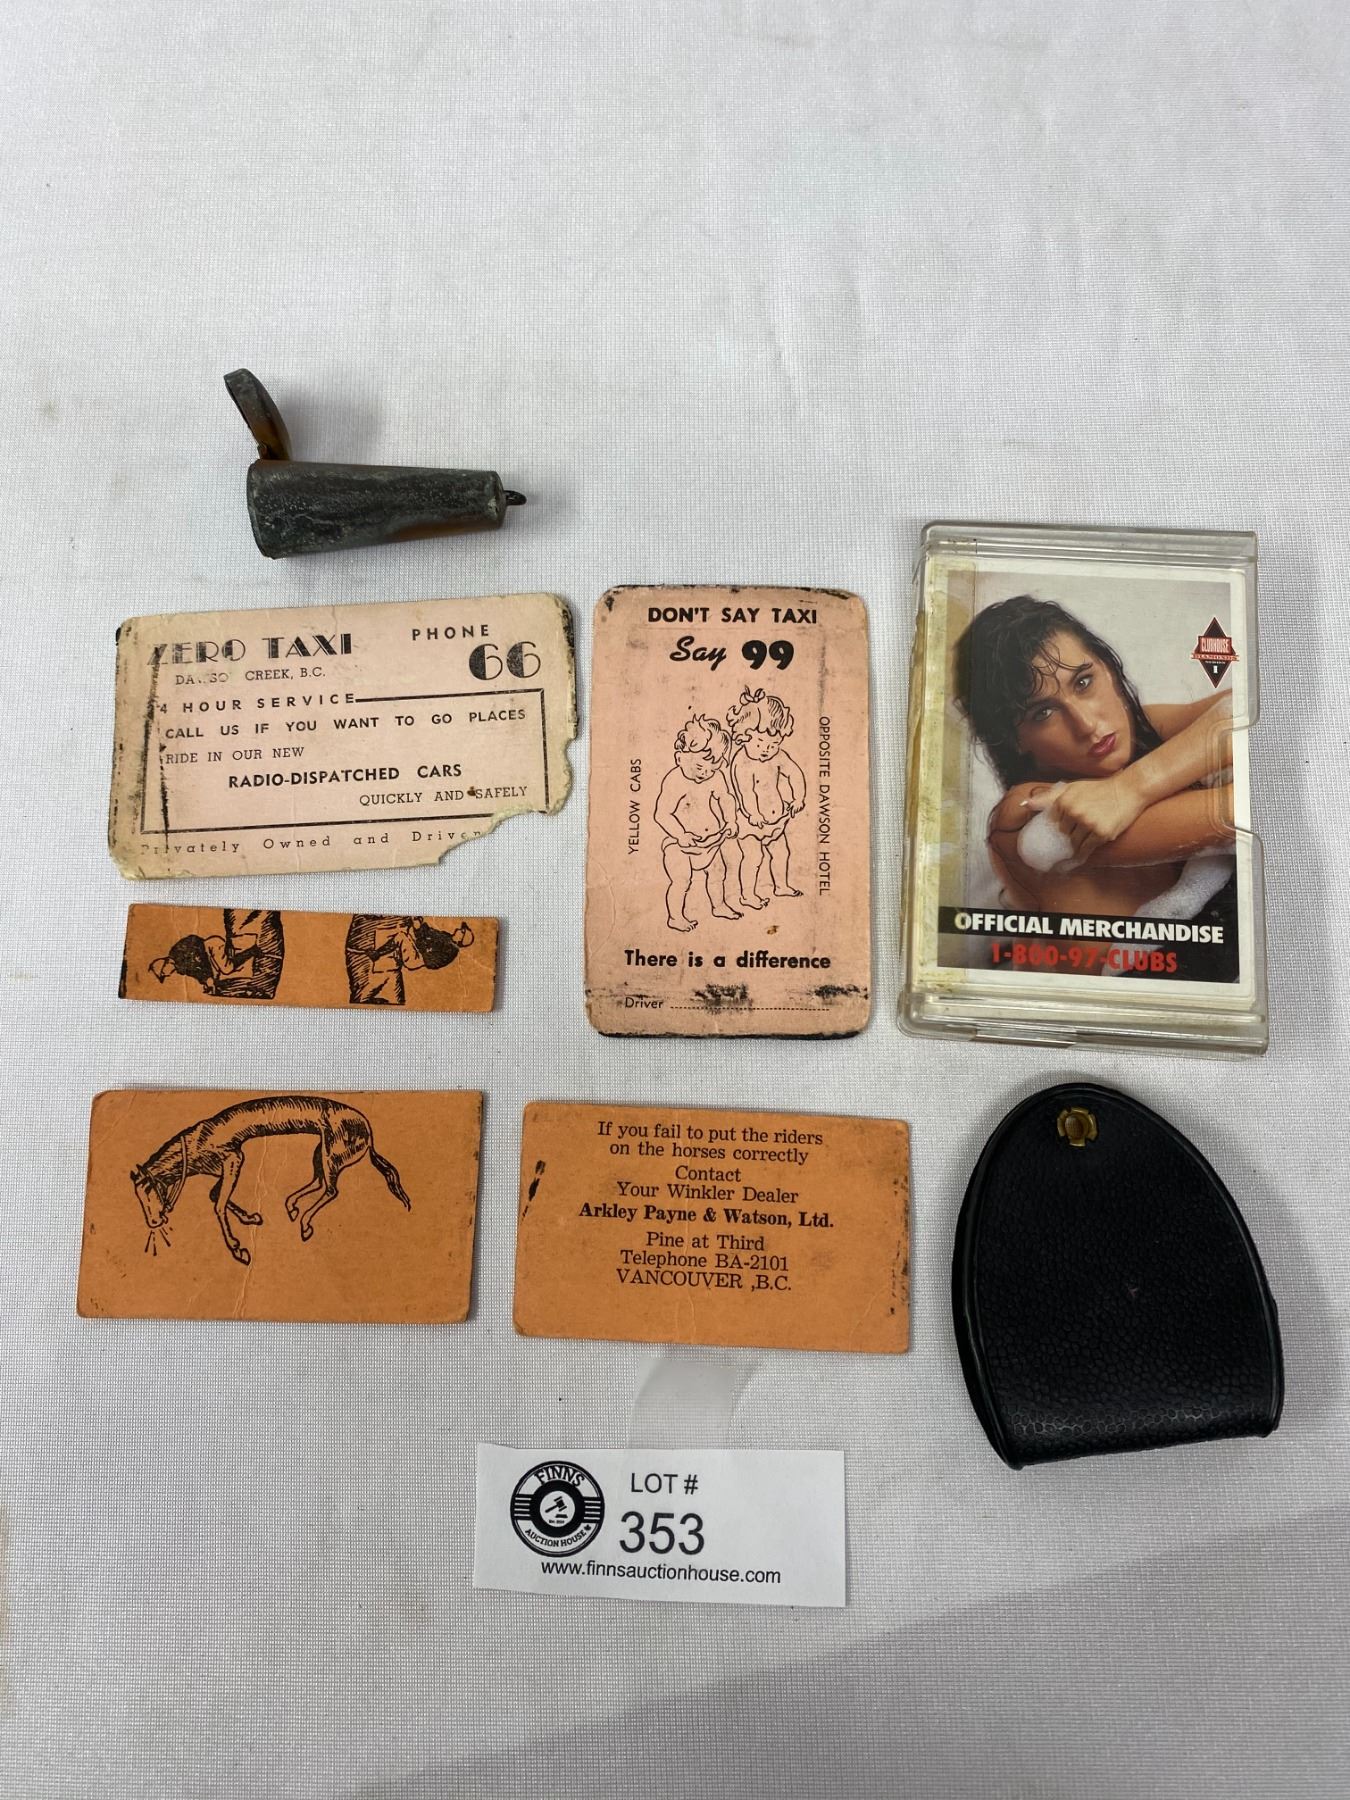 ZERO TAXI
PHONE
66
CREEK, B.C.
4 HOUR SERVICE
CALL US IF YOU WANT TO GO PLACES
RIDE IN OUR NEW
RADIO-DISPATCHED CARS
QUICKLY AND SAFELY
Privately Owned and Driven
DON'T SAY TAXI
Say 99
YELLOW CABS
OPPOSITE DAWSON HOTEL
There is a difference
Driver
CLUBHOUSE
DIAMONDS
1
OFFICIAL MERCHANDISE
1-800-97-CLUBS
If you fail to put the riders
on the horses correctly
Contact
Your Winkler Dealer
Arkley Payne & Watson, Ltd.
Pine at Third
Telephone BA-2101
VANCOUVER ,B.C.
FINNS
AUCTION HOUSE
LOT #
353
www.finnsauctionhouse.com